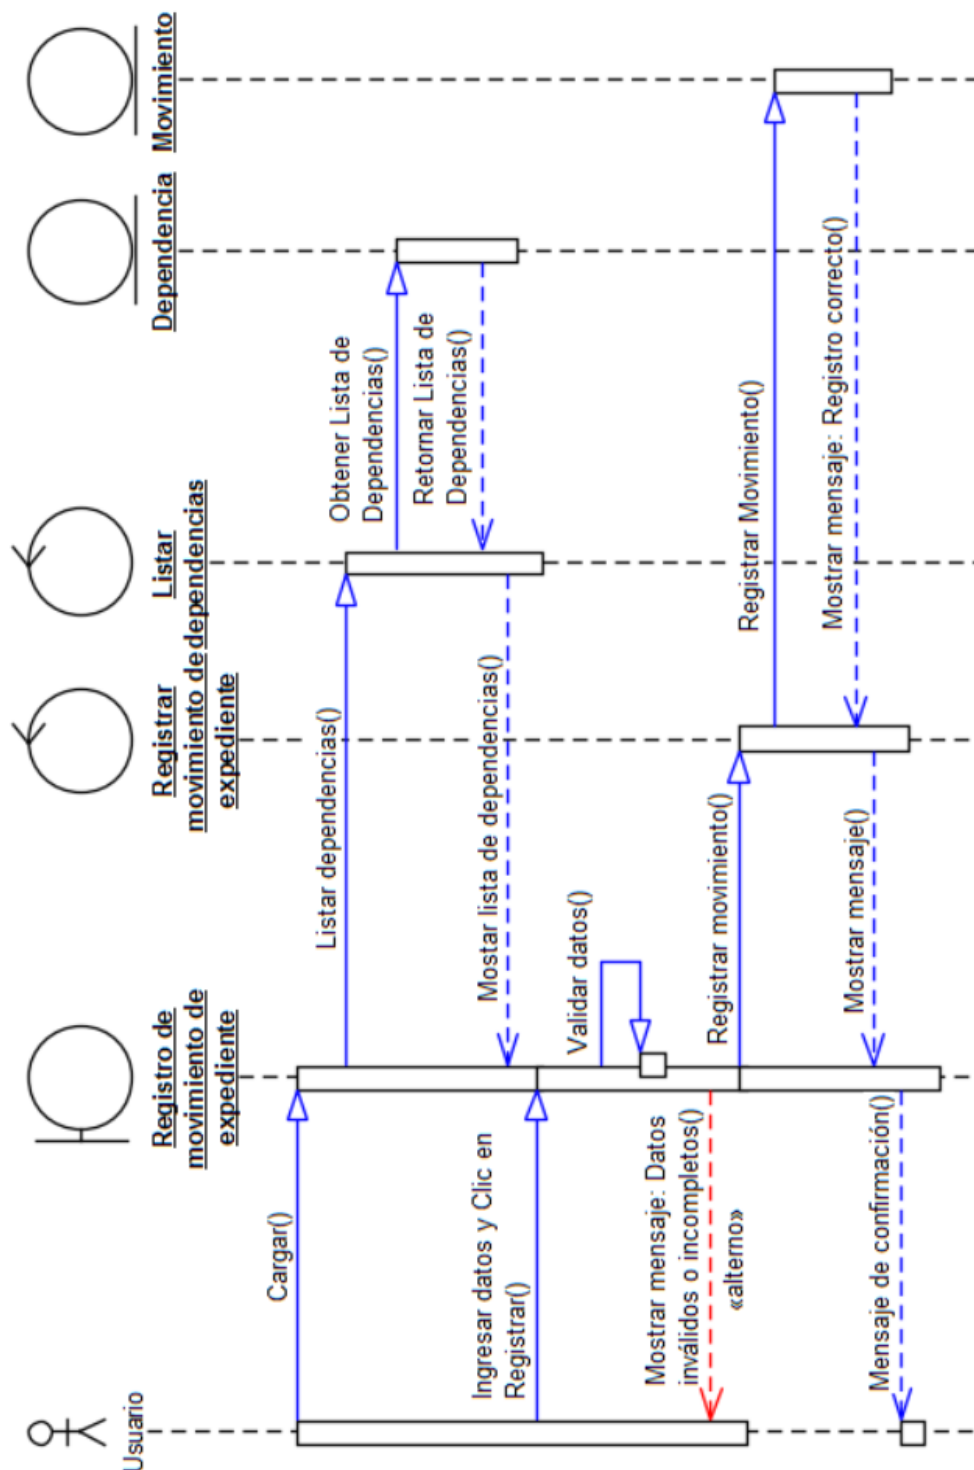 Usuario
Registro de
movimiento de
expediente
Registrar
movimiento de
expediente
Listar
dependencias
Dependencia
Movimiento
Cargar()
Listar dependencias()
Obtener Lista de
Dependencias()
Retornar Lista de
Dependencias()
Mostar lista de dependencias()
Ingresar datos y Clic en
Registrar()
Validar datos()
Mostrar mensaje: Datos
inválidos o incompletos()
«alterno»
Registrar movimiento()
Registrar Movimiento()
Mostrar mensaje: Registro correcto()
Mostrar mensaje()
Mensaje de confirmación()